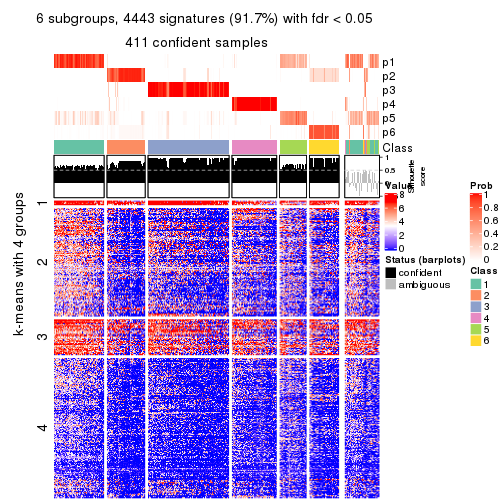 6 subgroups, 4443 signatures (91.7%) with fdr < 0.05
411 confident samples
p1
p2
p3
p4
p5
p6
Class
1
0.5
0
Silhouette
score
k-means with 4 groups
1
2
3
4
Value
8
6
4
2
0
Status (barplots)
confident
ambiguous
Prob
1
0.8
0.6
0.4
0.2
0
Class
1
2
3
4
5
6